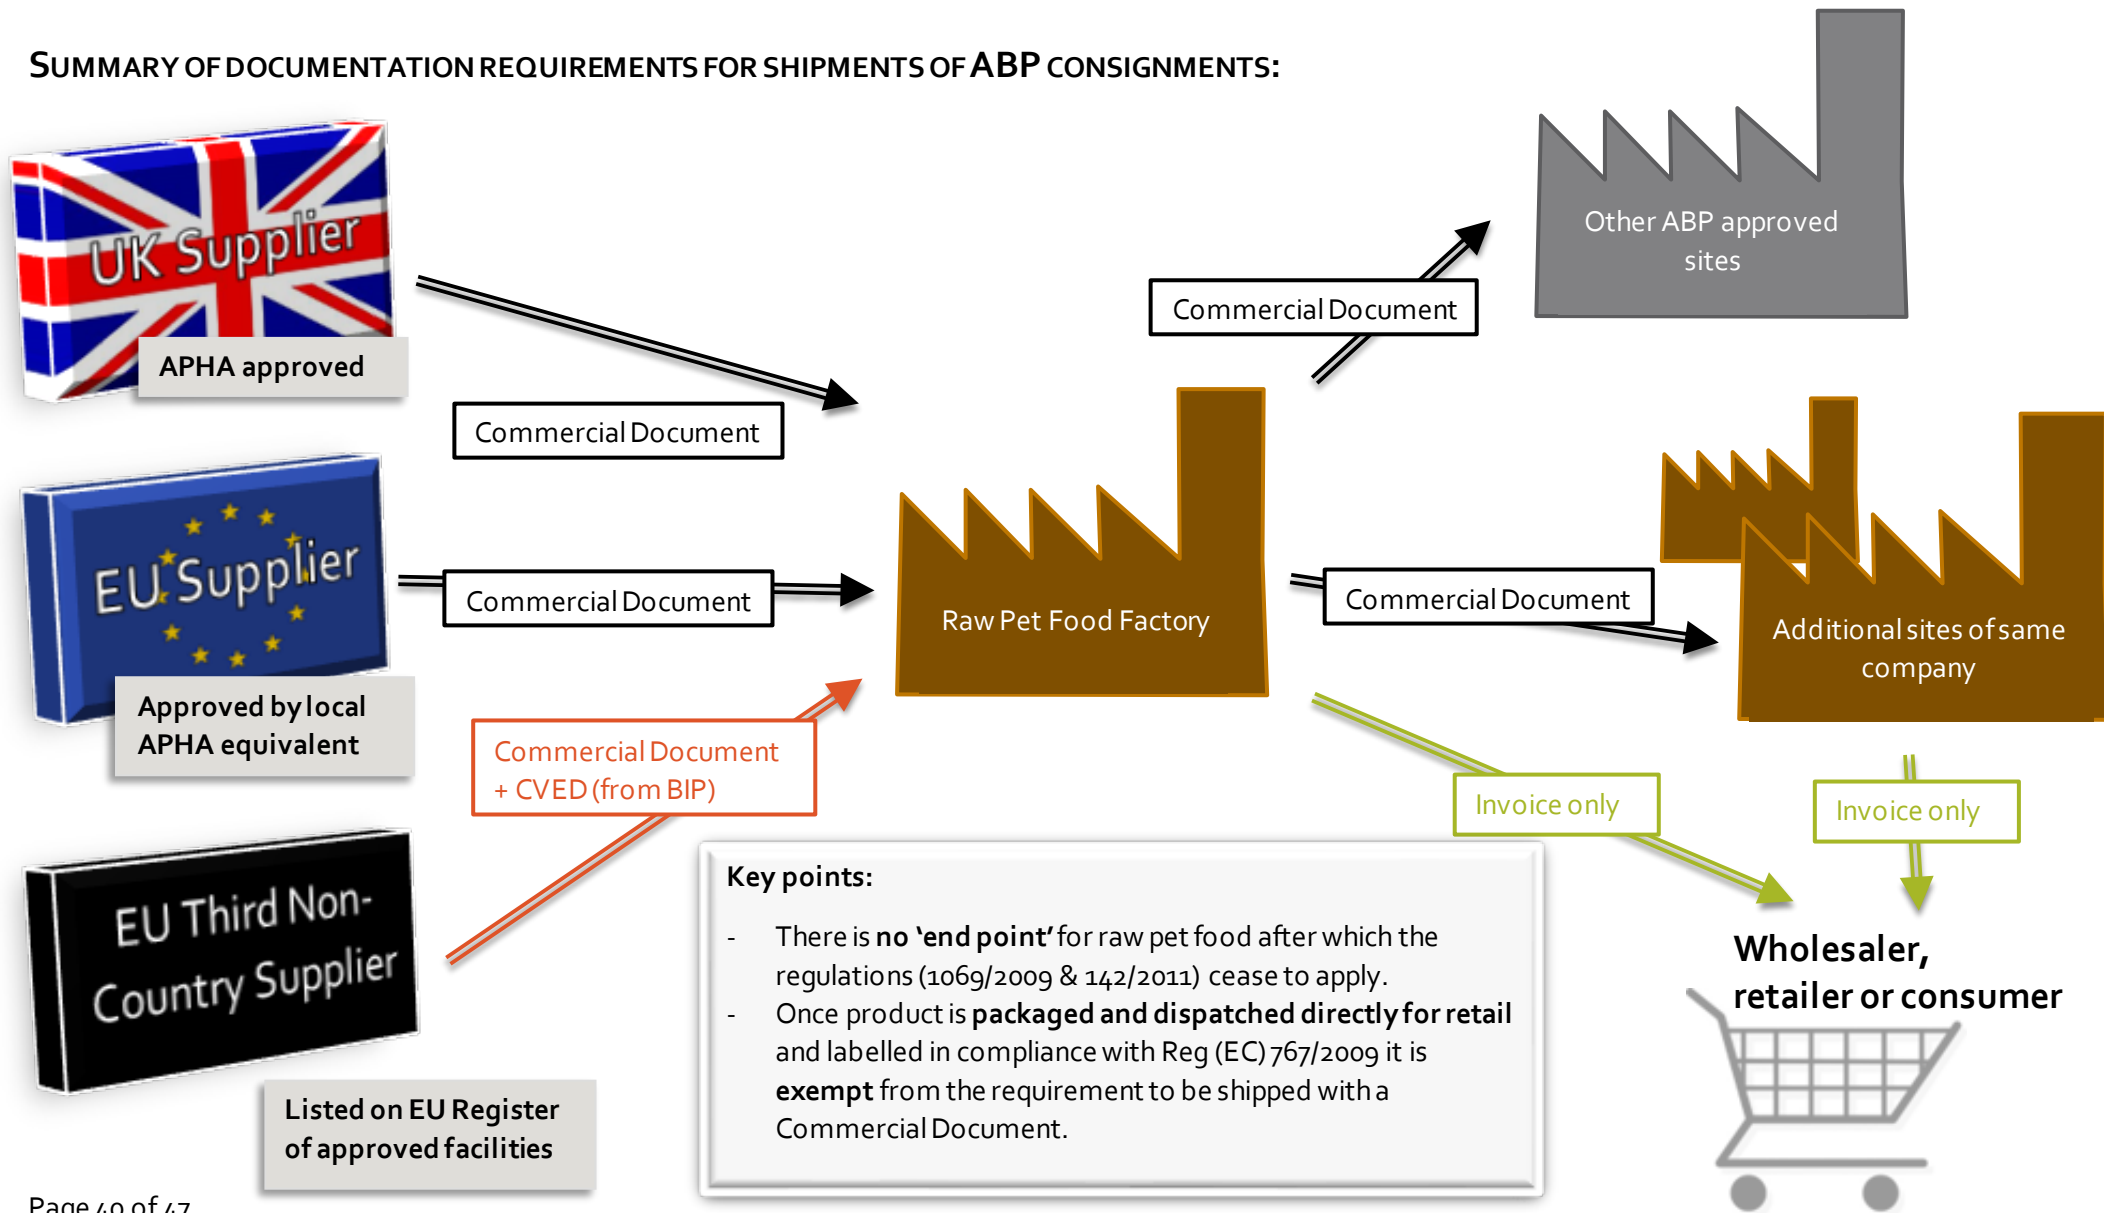 SUMMARY OF DOCUMENTATION REQUIREMENTS FOR SHIPMENTS OF ABP CONSIGNMENTS:
UK Supplier
APHA approved
Commercial Document
EU Supplier
Approved by local
APHA equivalent
Commercial Document
EU Third Non-
Country Supplier
Listed on EU Register
of approved facilities
Commercial Document
+ CVED (from BIP)
Raw Pet Food Factory
Commercial Document
Other ABP approved
sites
Commercial Document
Additional sites of same
company
Invoice only
Invoice only
Wholesaler,
retailer or consumer
Key points:
- There is no ‘end point’ for raw pet food after which the
regulations (1069/2009 & 142/2011) cease to apply.
- Once product is packaged and dispatched directly for retail
and labelled in compliance with Reg (EC) 767/2009 it is
exempt from the requirement to be shipped with a
Commercial Document.
Page 40 of 47